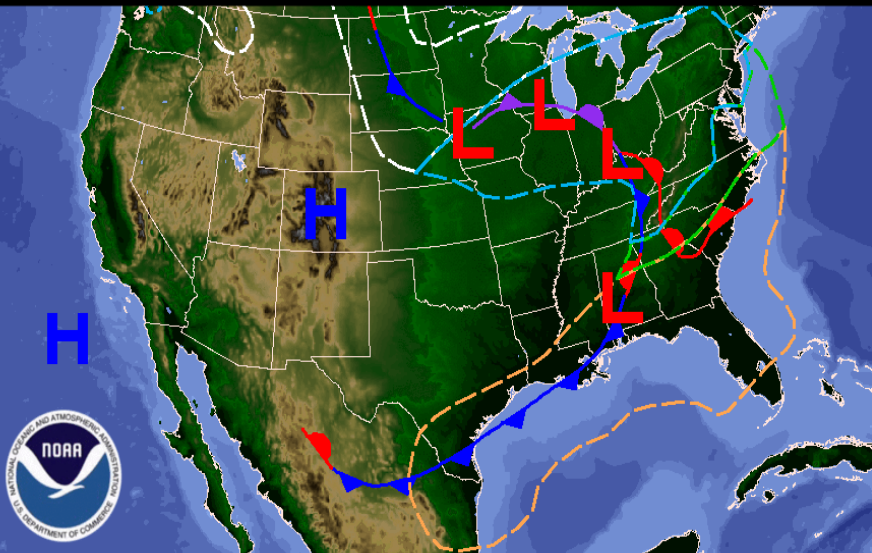 L
L
L
H
L
H
NATIONAL OCEANIC AND ATMOSPHERIC ADMINISTRATION
NOAA
U.S. DEPARTMENT OF COMMERCE